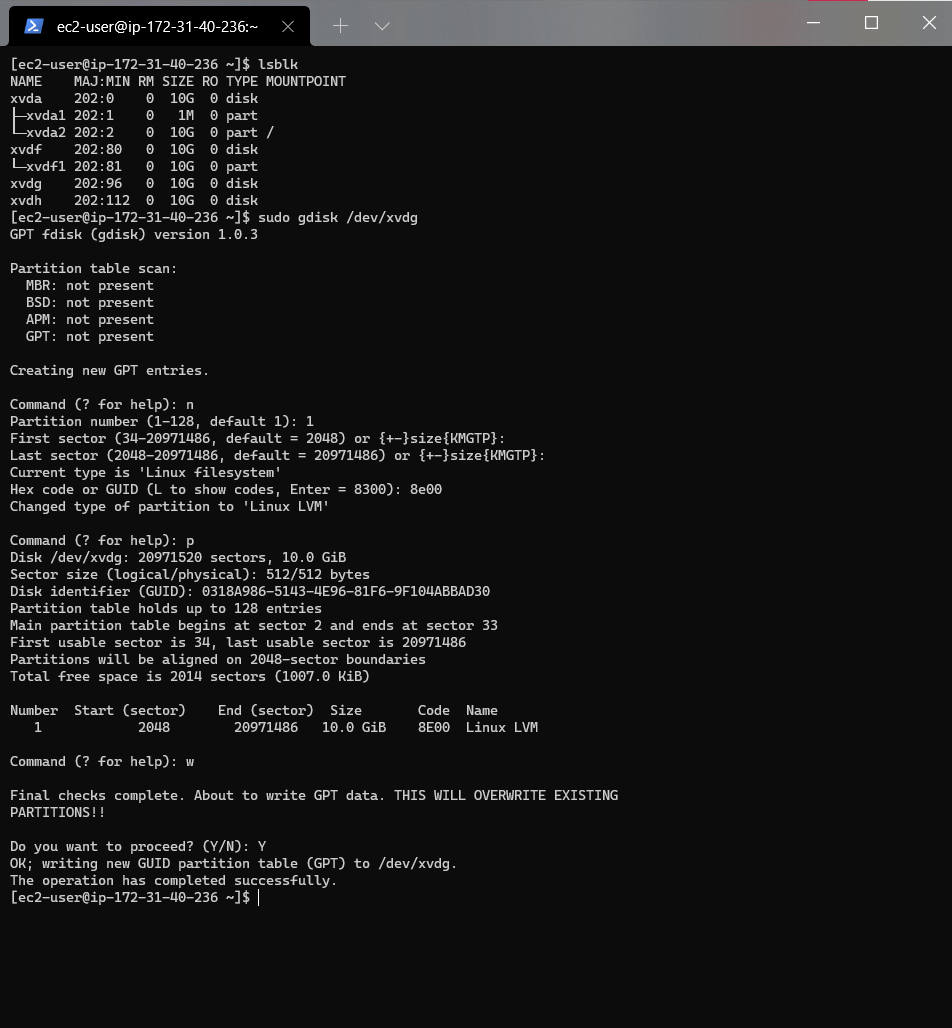 ec2-user@ip-172-31-40-236:~
[ec2-user@ip-172-31-40-236 ~]$ lsblk
NAME    MAJ:MIN RM SIZE RO TYPE MOUNTPOINT
xvda    202:0    0  10G  0 disk
├─xvda1 202:1    0   1M  0 part
└─xvda2 202:2    0  10G  0 part /
xvdf    202:80   0  10G  0 disk
└─xvdf1 202:81   0  10G  0 part
xvdg    202:96   0  10G  0 disk
xvdh    202:112  0  10G  0 disk
[ec2-user@ip-172-31-40-236 ~]$ sudo gdisk /dev/xvdg
GPT fdisk (gdisk) version 1.0.3

Partition table scan:
  MBR: not present
  BSD: not present
  APM: not present
  GPT: not present

Creating new GPT entries.

Command (? for help): n
Partition number (1-128, default 1): 1
First sector (34-20971486, default = 2048) or {+-}size{KMGTP}:
Last sector (2048-20971486, default = 20971486) or {+-}size{KMGTP}:
Current type is 'Linux filesystem'
Hex code or GUID (L to show codes, Enter = 8300): 8e00
Changed type of partition to 'Linux LVM'

Command (? for help): p
Disk /dev/xvdg: 20971520 sectors, 10.0 GiB
Sector size (logical/physical): 512/512 bytes
Disk identifier (GUID): 0318A986-5143-4E96-81F6-9F104ABBAD30
Partition table holds up to 128 entries
Main partition table begins at sector 2 and ends at sector 33
First usable sector is 34, last usable sector is 20971486
Partitions will be aligned on 2048-sector boundaries
Total free space is 2014 sectors (1007.0 KiB)

Number  Start (sector)    End (sector)  Size       Code  Name
   1            2048        20971486   10.0 GiB    8E00  Linux LVM

Command (? for help): w

Final checks complete. About to write GPT data. THIS WILL OVERWRITE EXISTING
PARTITIONS!!

Do you want to proceed? (Y/N): Y
OK; writing new GUID partition table (GPT) to /dev/xvdg.
The operation has completed successfully.
[ec2-user@ip-172-31-40-236 ~]$